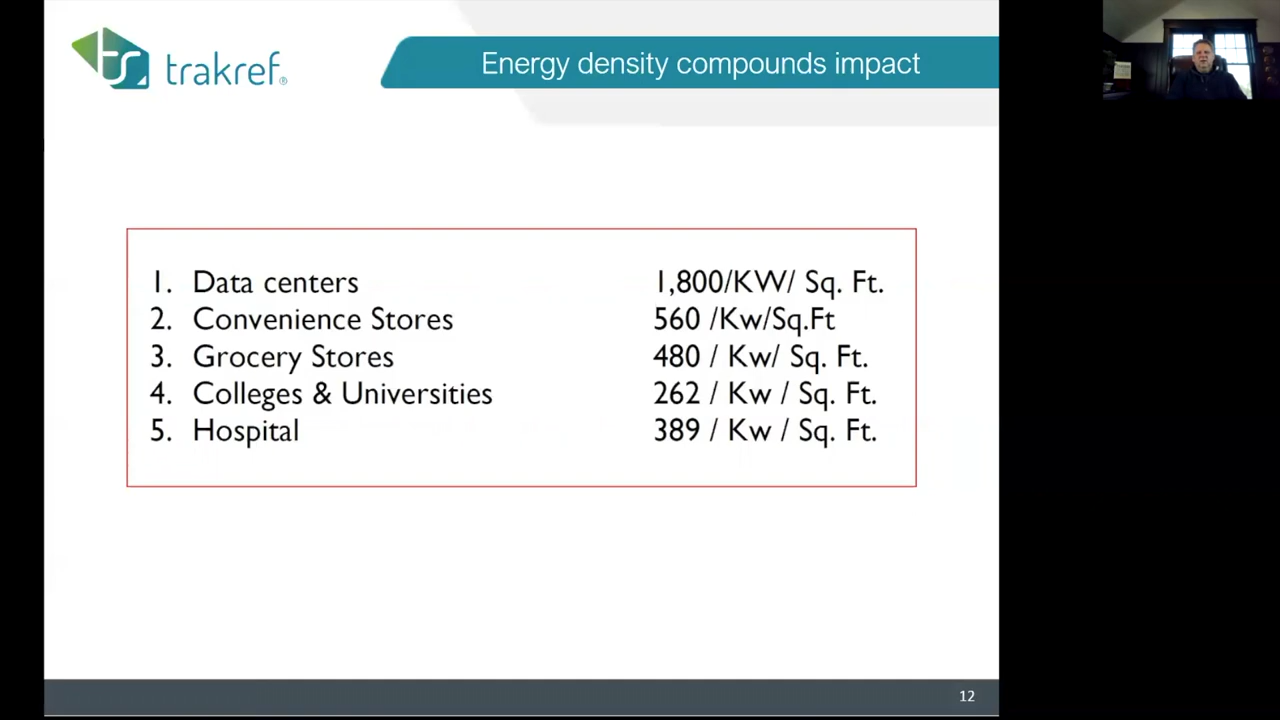 trakref®
Energy density compounds impact
1. Data centers 1,800/KW/ Sq. Ft.
2. Convenience Stores 560 /Kw/Sq.Ft
3. Grocery Stores 480 / Kw/ Sq. Ft.
4. Colleges & Universities 262 / Kw / Sq. Ft.
5. Hospital 389 / Kw / Sq. Ft.
12